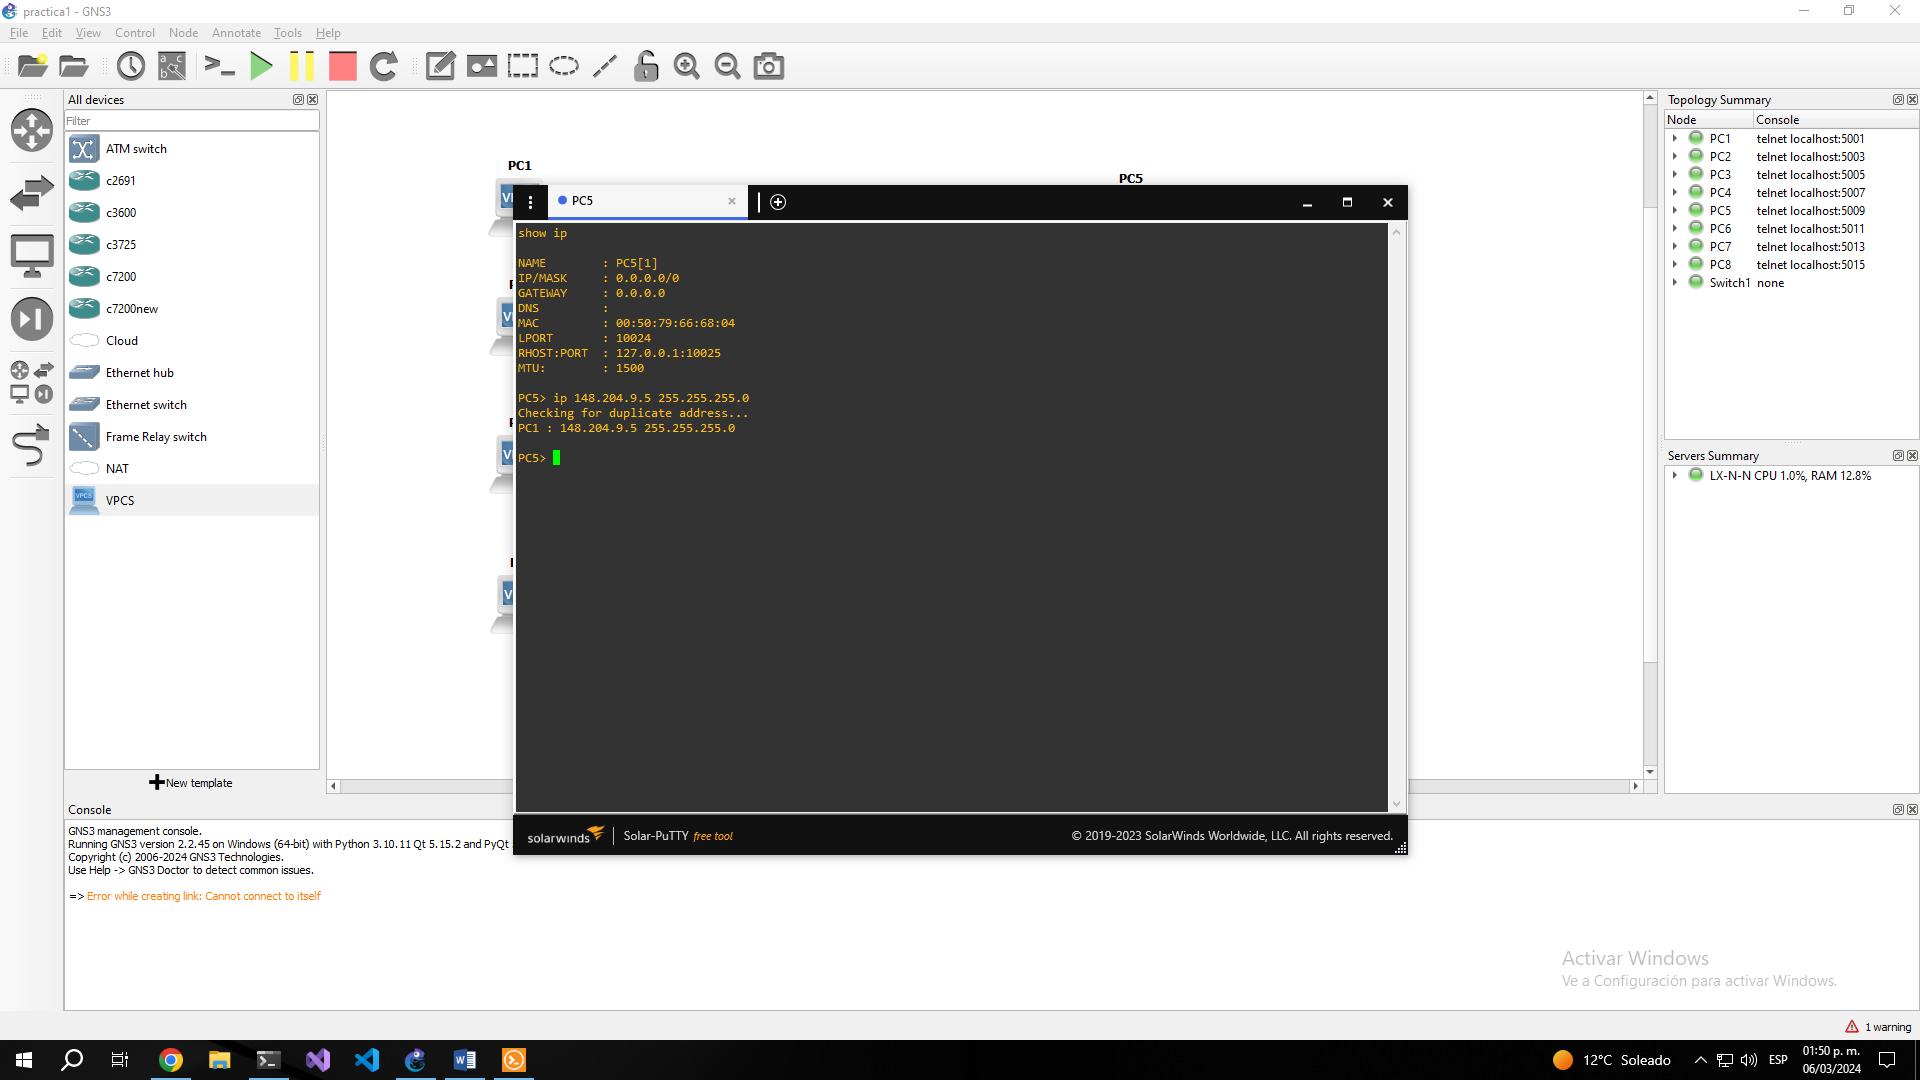 practica1 - GNS3
File Edit View Control Node Annotate Tools Help
All devices
Filter
ATM switch
c2691
c3600
c3725
c7200
c7200new
Cloud
Ethernet hub
Ethernet switch
Frame Relay switch
NAT
VPCS
New template
PC1
PC5
PC5
show ip
NAME : PC5[1]
IP/MASK : 0.0.0.0/0
GATEWAY : 0.0.0.0
DNS :
MAC : 00:50:79:66:68:04
LPORT : 10024
RHOST:PORT : 127.0.0.1:10025
MTU: : 1500
PC5> ip 148.204.9.5 255.255.255.0
Checking for duplicate address...
PC1 : 148.204.9.5 255.255.255.0
PC5>
solarwinds Solar-PuTTY free tool
© 2019-2023 SolarWinds Worldwide, LLC. All rights reserved.
Topology Summary
Node Console
PC1 telnet localhost:5001
PC2 telnet localhost:5003
PC3 telnet localhost:5005
PC4 telnet localhost:5007
PC5 telnet localhost:5009
PC6 telnet localhost:5011
PC7 telnet localhost:5013
PC8 telnet localhost:5015
Switch1 none
Servers Summary
LX-N-N CPU 1.0%, RAM 12.8%
Console
GNS3 management console.
Running GNS3 version 2.2.45 on Windows (64-bit) with Python 3.10.11 Qt 5.15.2 and PyQt
Copyright (c) 2006-2024 GNS3 Technologies.
Use Help -> GNS3 Doctor to detect common issues.
=> Error while creating link: Cannot connect to itself
Activar Windows
Ve a Configuración para activar Windows.
1 warning
12°C Soleado
ESP
01:50 p. m.
06/03/2024